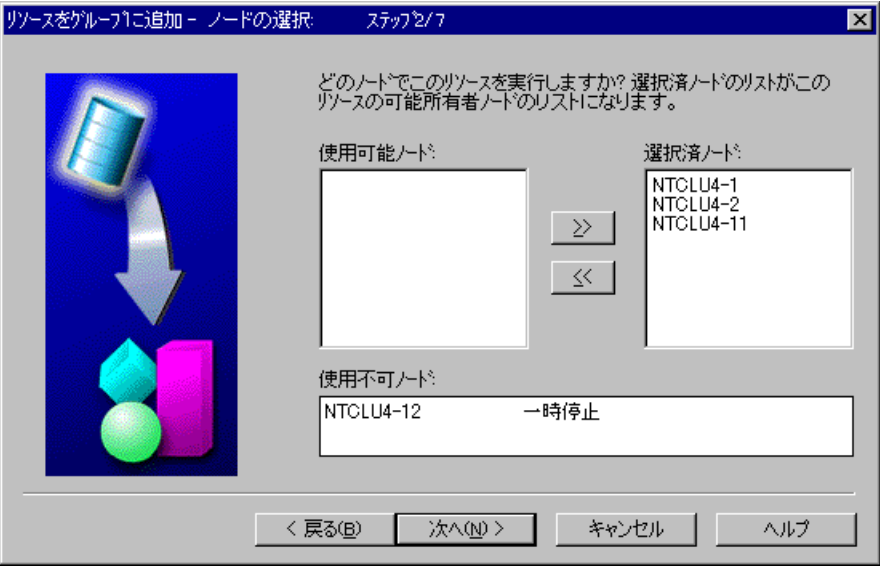 リソースをグループに追加 - ノードの選択: ステップ2/7
どのノードでこのリソースを実行しますか? 選択済ノードのリストがこの
リソースの可能所有者ノードのリストになります。
使用可能ノード:
選択済ノード:
NTCLU4-1
NTCLU4-2
NTCLU4-11
>>
<<
使用不可ノード:
NTCLU4-12 一時停止
< 戻る(B) 次へ(N) > キャンセル ヘルプ